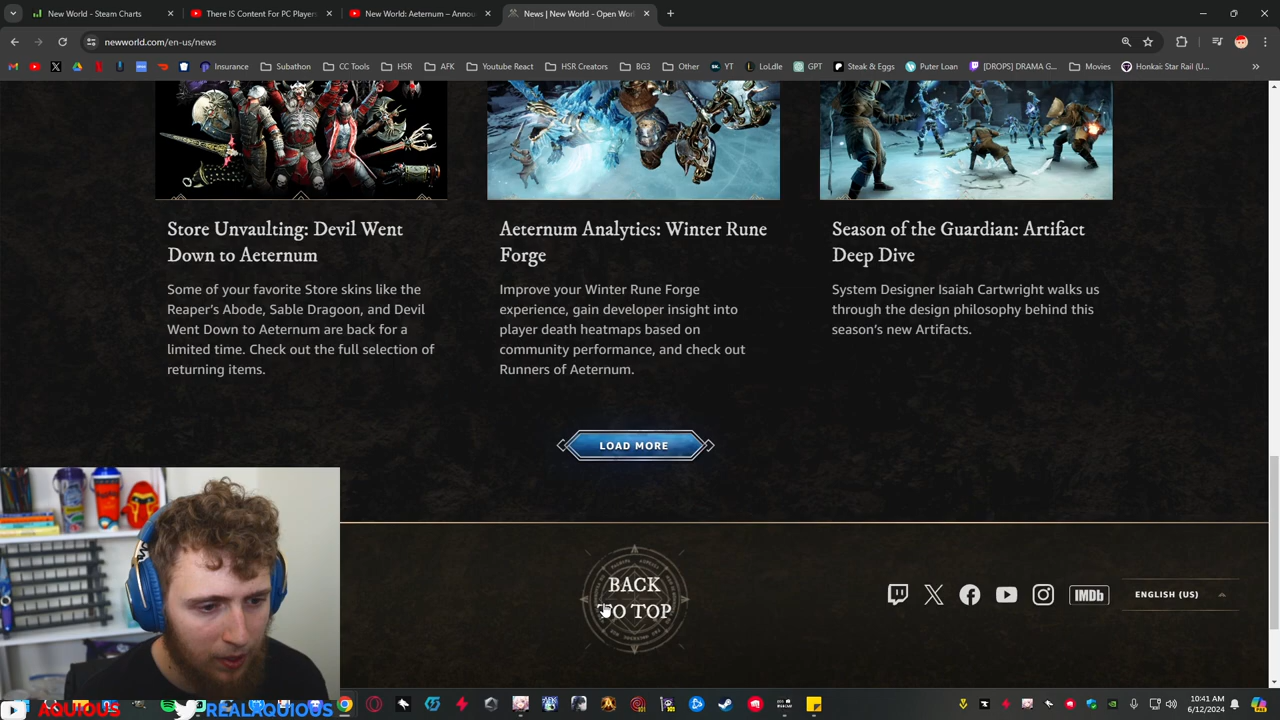 New World - Steam Charts
There IS Content For PC Players
New World: Aeternum – Annou
News | New World - Open Wor
newworld.com/en-us/news
Insurance
Subathon
CC Tools
HSR
AFK
Youtube React
HSR Creators
BG3
Other
YT
LoLdle
GPT
Steak & Eggs
Puter Loan
[DROPS] DRAMA G...
Movies
Honkai: Star Rail (U...
Store Unvaulting: Devil Went
Down to Aeternum
Some of your favorite Store skins like the
Reaper's Abode, Sable Dragoon, and Devil
Went Down to Aeternum are back for a
limited time. Check out the full selection of
returning items.
Aeternum Analytics: Winter Rune
Forge
Improve your Winter Rune Forge
experience, gain developer insight into
player death heatmaps based on
community performance, and check out
Runners of Aeternum.
Season of the Guardian: Artifact
Deep Dive
System Designer Isaiah Cartwright walks us
through the design philosophy behind this
season's new Artifacts.
LOAD MORE
BACK
TO TOP
IMDb
ENGLISH (US)
AQUIOUS
REALAQUIOUS
10:41 AM
6/12/2024